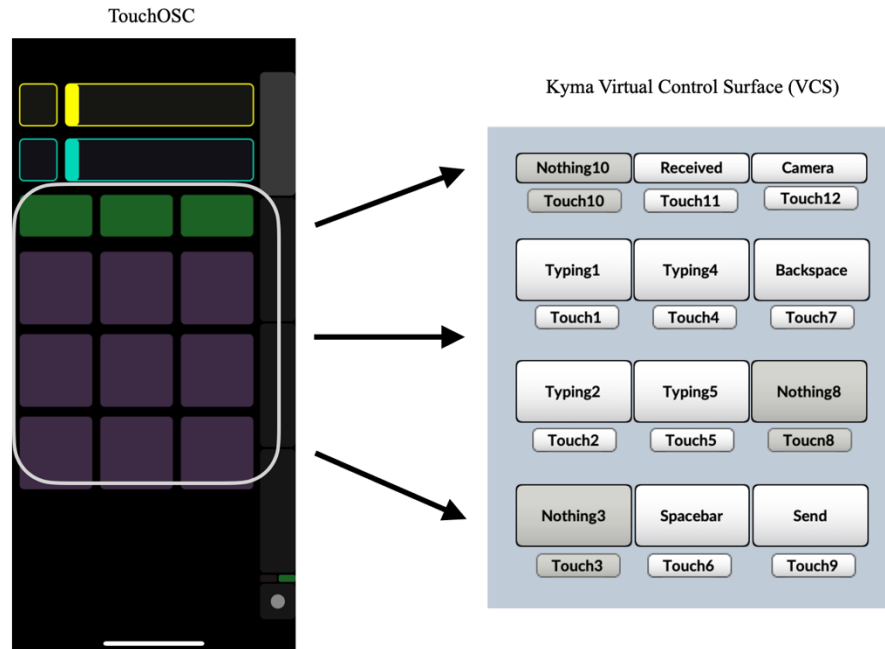 TouchOSC
Kyma Virtual Control Surface (VCS)
Nothing10 Received Camera
Touch10 Touch11 Touch12
Typing1 Typing4 Backspace
Touch1 Touch4 Touch7
Typing2 Typing5 Nothing8
Touch2 Touch5 Toucn8
Nothing3 Spacebar Send
Touch3 Touch6 Touch9